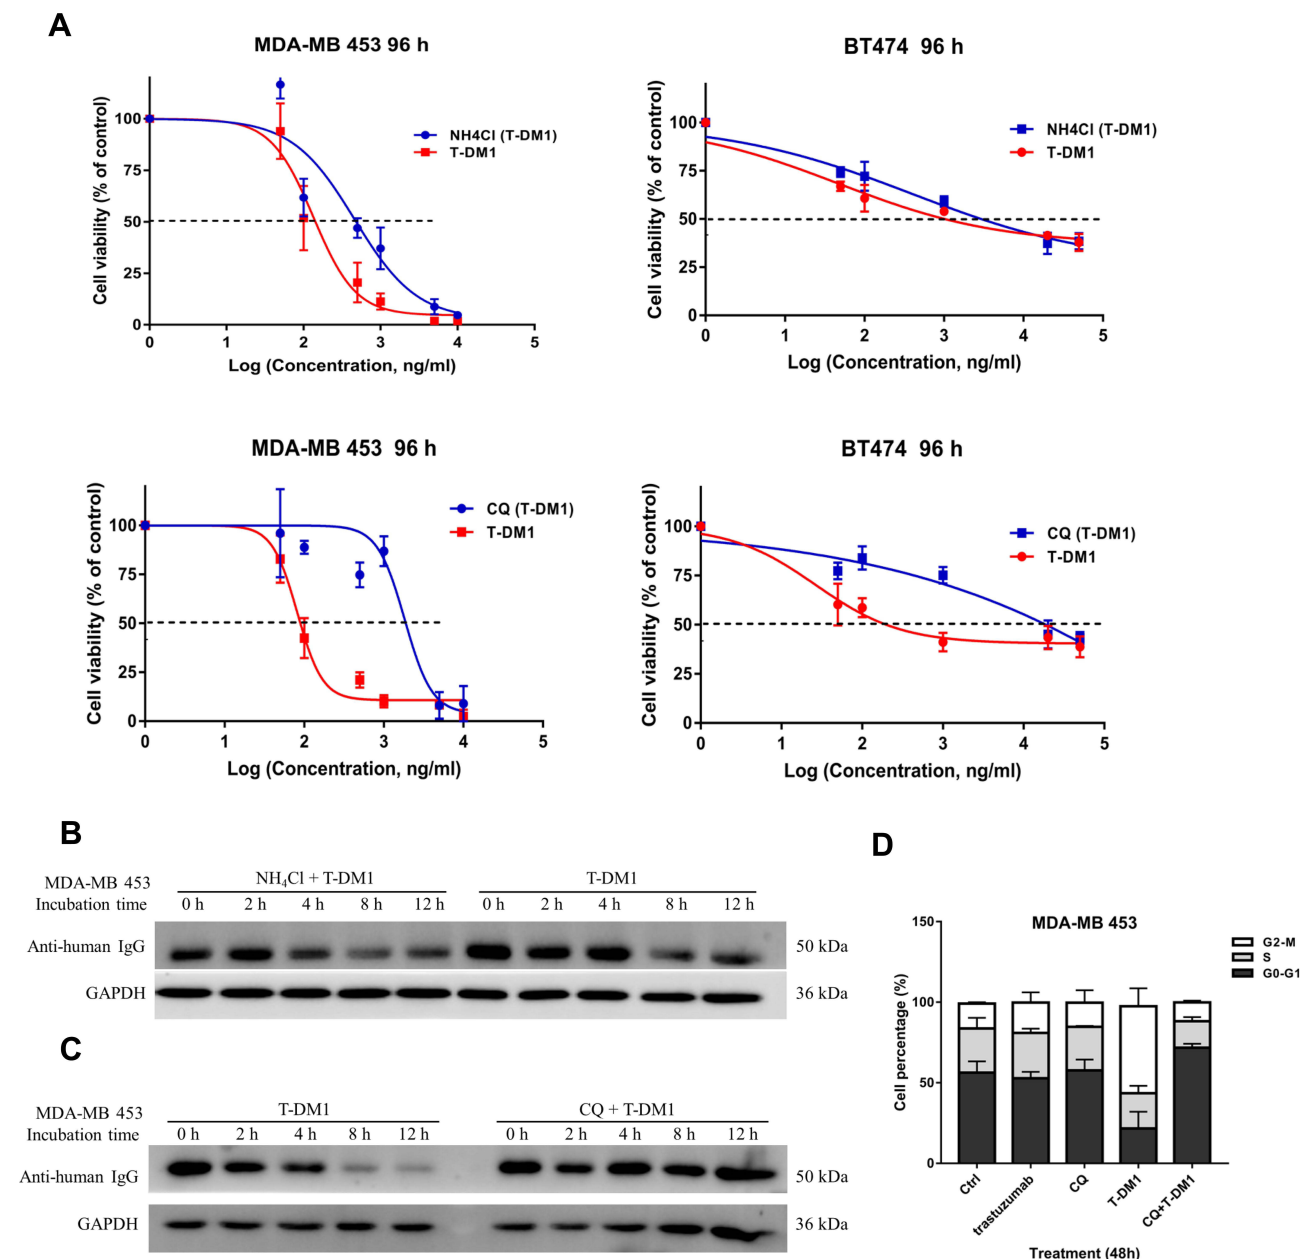 A
MDA-MB 453 96 h
Cell viability (% of control)
100
75
50
25
0
0 1 2 3 4 5
Log (Concentration, ng/ml)
NH4Cl (T-DM1)
T-DM1
BT474 96 h
Cell viability (% of control)
100
75
50
25
0
0 1 2 3 4 5
Log (Concentration, ng/ml)
NH4Cl (T-DM1)
T-DM1
MDA-MB 453 96 h
Cell viability (% of control)
100
75
50
25
0
0 1 2 3 4 5
Log (Concentration, ng/ml)
CQ (T-DM1)
T-DM1
BT474 96 h
Cell viability (% of control)
100
75
50
25
0
0 1 2 3 4 5
Log (Concentration, ng/ml)
CQ (T-DM1)
T-DM1
B
MDA-MB 453
NH₄Cl + T-DM1 T-DM1
Incubation time 0 h 2 h 4 h 8 h 12 h 0 h 2 h 4 h 8 h 12 h
Anti-human IgG 50 kDa
GAPDH 36 kDa
C
MDA-MB 453
T-DM1 CQ + T-DM1
Incubation time 0 h 2 h 4 h 8 h 12 h 0 h 2 h 4 h 8 h 12 h
Anti-human IgG 50 kDa
GAPDH 36 kDa
D
MDA-MB 453
Cell percentage (%)
150
100
50
0
G2-M
S
G0-G1
Ctrl
trastuzumab
CQ
T-DM1
CQ+T-DM1
Treatment (48h)